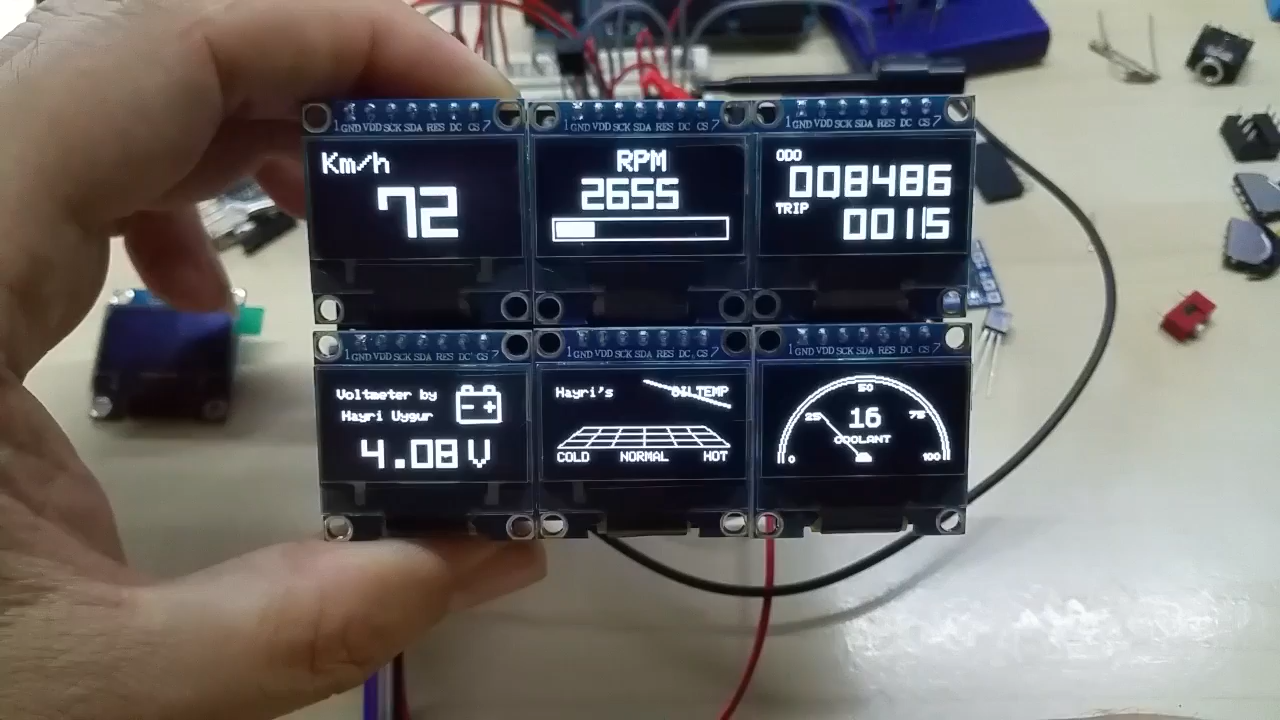 1 GND VDD SCK SDA RES DC CS 7
1 GND VDD SCK SDA RES DC CS 7
1 GND VDD SCK SDA RES DC CS 7
Km/h
72
RPM
2655
ODO
008486
TRIP
0015
1 GND VDD SCK SDA RES DC CS 7
1 GND VDD SCK SDA RES DC CS 7
1 GND VDD SCK SDA RES DC CS 7
Voltmeter by
Hayri Uygur
4.08 V
Hayri's OILTEMP
COLD NORMAL HOT
50
25 16 75
COOLANT
0 100